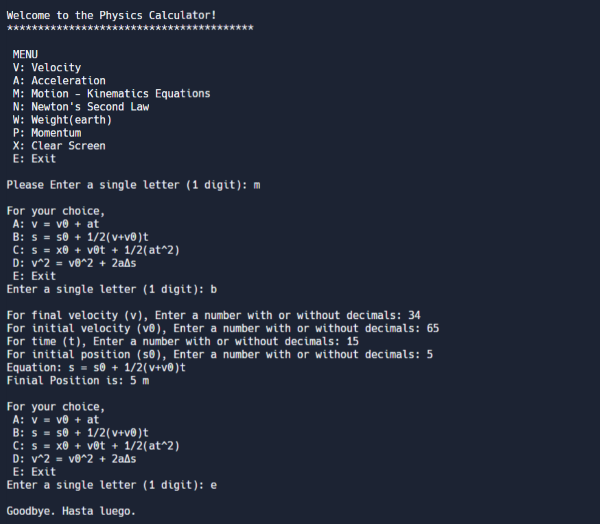 Welcome to the Physics Calculator!
****************************************
MENU
V: Velocity
A: Acceleration
M: Motion - Kinematics Equations
N: Newton's Second Law
W: Weight(earth)
P: Momentum
X: Clear Screen
E: Exit
Please Enter a single letter (1 digit): m
For your choice,
A: v = v0 + at
B: s = s0 + 1/2(v+v0)t
C: s = x0 + v0t + 1/2(at^2)
D: v^2 = v0^2 + 2a∆s
E: Exit
Enter a single letter (1 digit): b
For final velocity (v), Enter a number with or without decimals: 34
For initial velocity (v0), Enter a number with or without decimals: 65
For time (t), Enter a number with or without decimals: 15
For initial position (s0), Enter a number with or without decimals: 5
Equation: s = s0 + 1/2(v+v0)t
Finial Position is: 5 m
For your choice,
A: v = v0 + at
B: s = s0 + 1/2(v+v0)t
C: s = x0 + v0t + 1/2(at^2)
D: v^2 = v0^2 + 2a∆s
E: Exit
Enter a single letter (1 digit): e
Goodbye. Hasta luego.